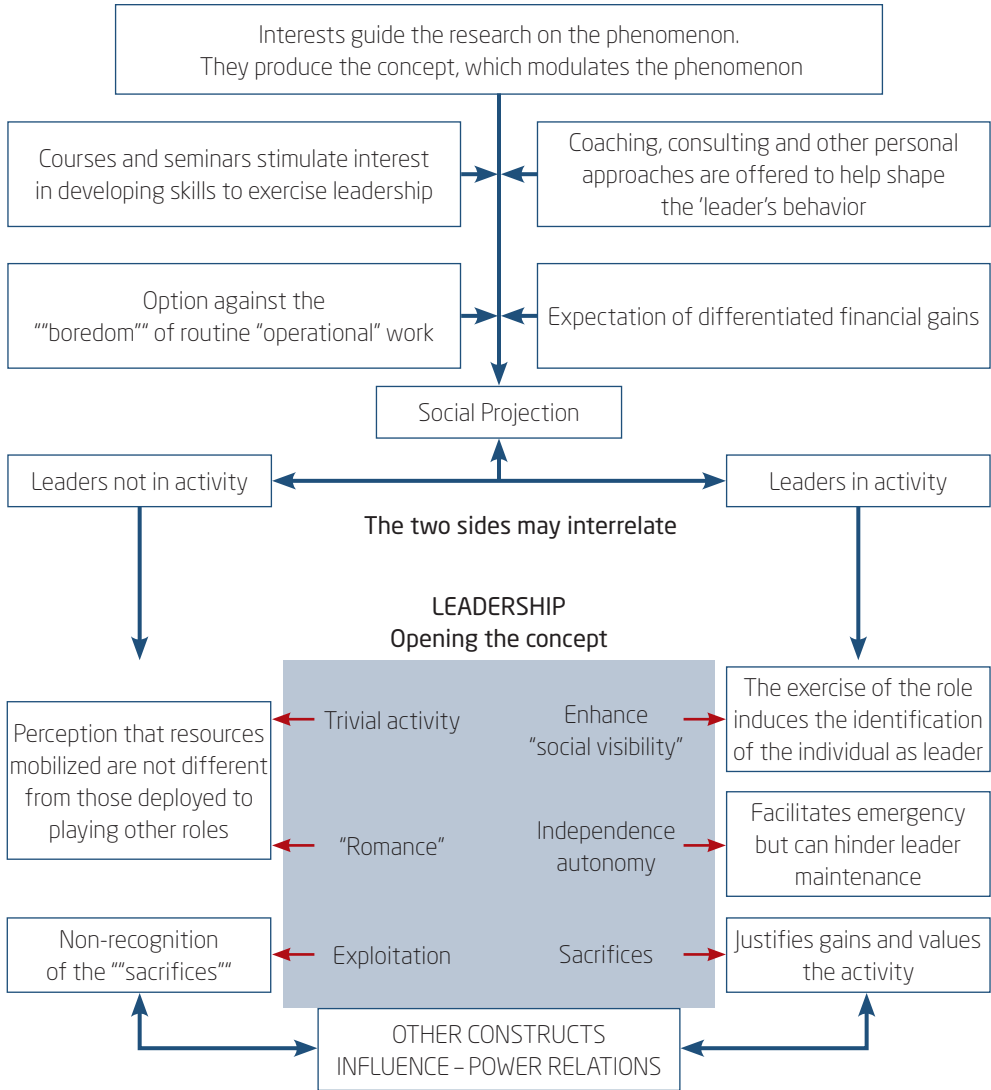 Interests guide the research on the phenomenon.
They produce the concept, which modulates the phenomenon
Courses and seminars stimulate interest
in developing skills to exercise leadership
Coaching, consulting and other personal
approaches are offered to help shape
the 'leader's behavior
Option against the
""boredom"" of routine "operational" work
Expectation of differentiated financial gains
Social Projection
Leaders not in activity
Leaders in activity
The two sides may interrelate
LEADERSHIP
Opening the concept
Perception that resources
mobilized are not different
from those deployed to
playing other roles
Trivial activity
Enhance
"social visibility"
The exercise of the role
induces the identification
of the individual as leader
"Romance"
Independence
autonomy
Facilitates emergency
but can hinder leader
maintenance
Non-recognition
of the ""sacrifices""
Exploitation
Sacrifices
Justifies gains and values
the activity
OTHER CONSTRUCTS
INFLUENCE – POWER RELATIONS